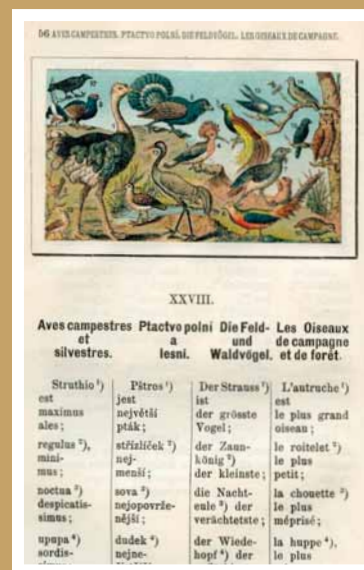 56 AVES CAMPESTRES. PTACTVO POLNÍ. DIE FELDVÖGEL. LES OISEAUX DE CAMPAGNE.
XXVIII.
Aves campestres
et
silvestres.
Ptactvo polní
a
lesní.
Die Feld-
und
Waldvögel.
Les Oiseaux
de campagne
et de forêt.
Struthio ¹)
est
maximus
ales ;
regulus ²),
mini-
mus ;
noctua ³)
despicatis-
simus ;
upupa ⁴)
sordis-
Pštros ¹)
jest
největší
pták ;
střízlíček ²)
nej-
menší ;
sova ³)
nejopovrže-
nější ;
dudek ⁴)
nejne-
Der Strauss ¹)
ist
der grösste
Vogel ;
der Zaun-
könig ²)
der kleinste ;
die Nacht-
eule ³) der
verächtetste ;
der Wiede-
hopf ⁴) der
L'autruche ¹)
est
le plus grand
oiseau ;
le roitelet ²)
le plus
petit ;
la chouette ³)
le plus
méprisé ;
la huppe ⁴),
le plus